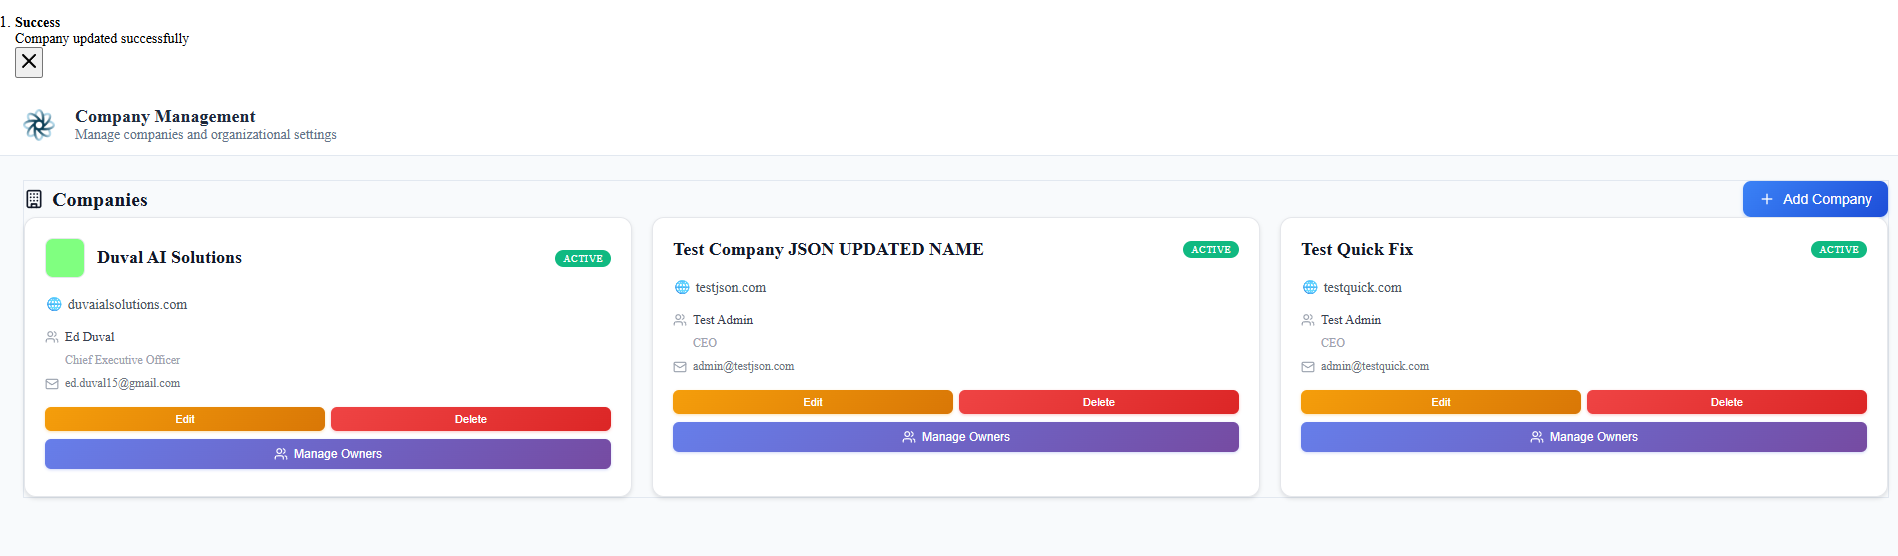 1. Success
Company updated successfully
Company Management
Manage companies and organizational settings
Companies
+ Add Company
Duval AI Solutions
ACTIVE
duvaialsolutions.com
Ed Duval
Chief Executive Officer
ed.duval15@gmail.com
Edit
Delete
Manage Owners
Test Company JSON UPDATED NAME
ACTIVE
testjson.com
Test Admin
CEO
admin@testjson.com
Edit
Delete
Manage Owners
Test Quick Fix
ACTIVE
testquick.com
Test Admin
CEO
admin@testquick.com
Edit
Delete
Manage Owners